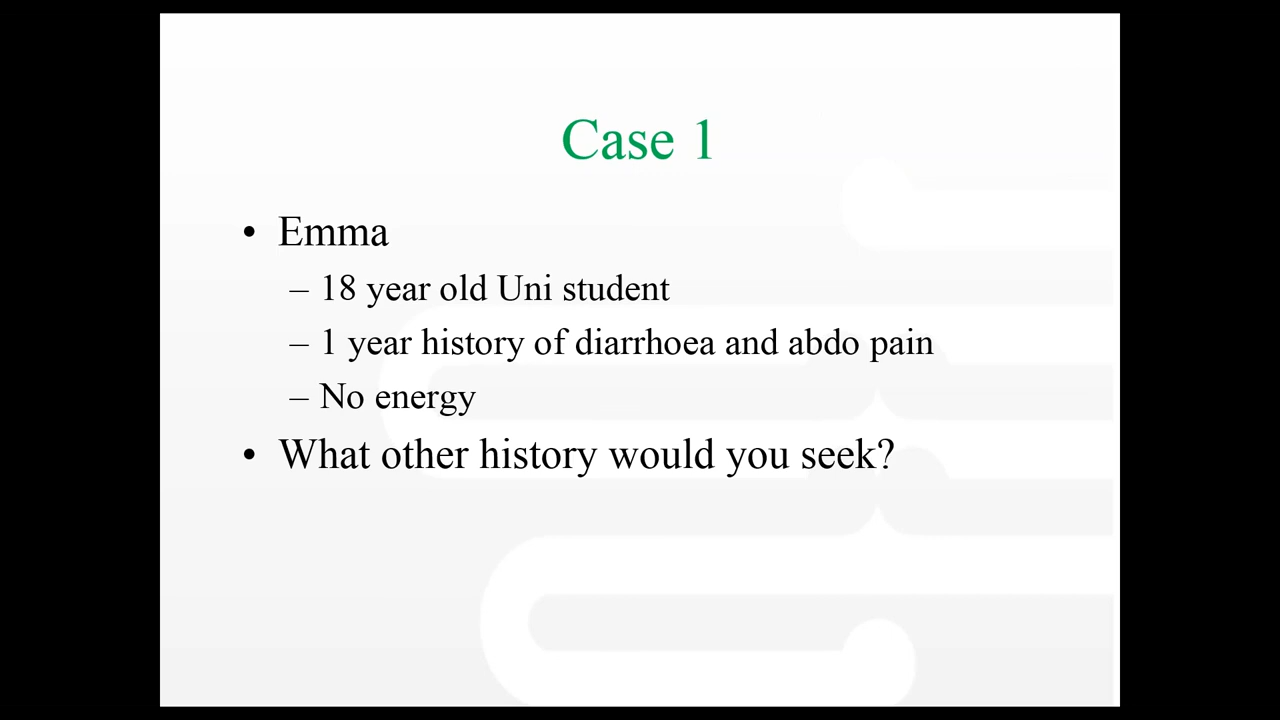 Case 1
• Emma
– 18 year old Uni student
– 1 year history of diarrhoea and abdo pain
– No energy
• What other history would you seek?